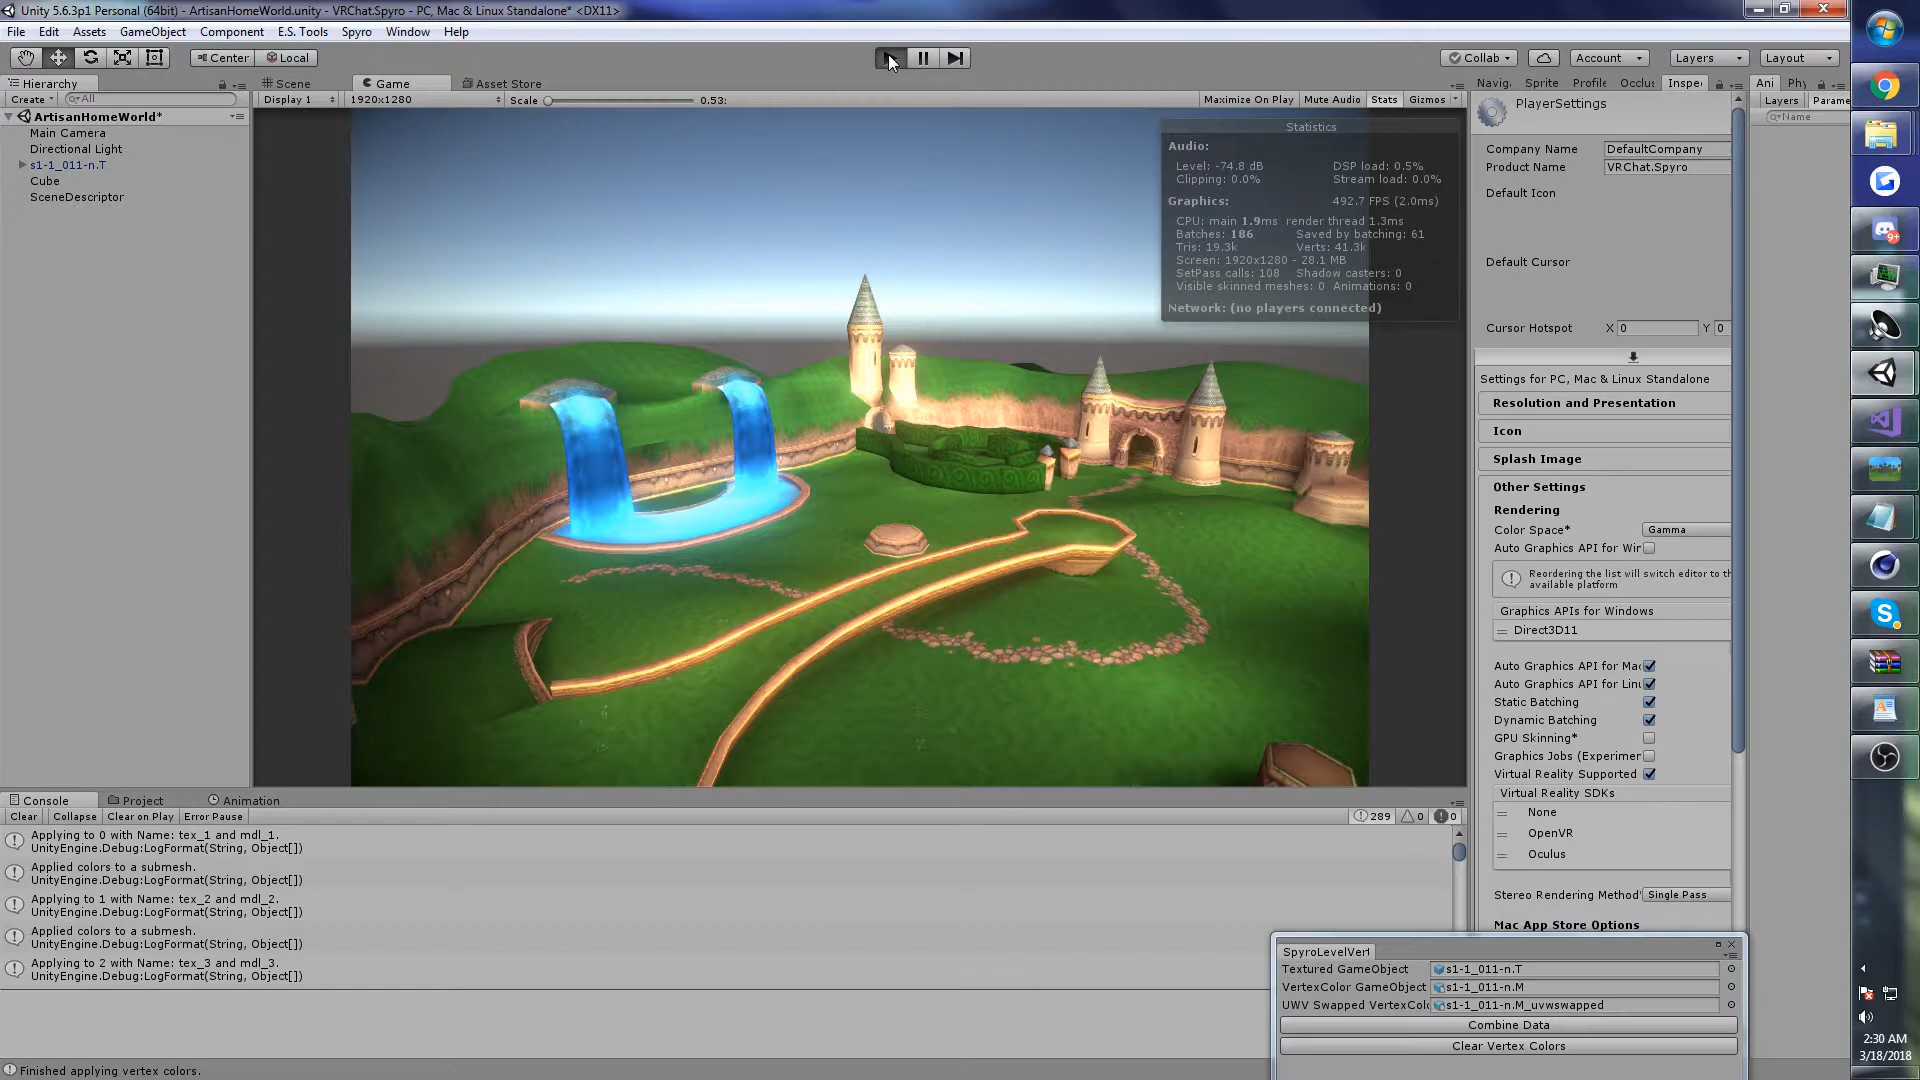 Unity 5.6.3p1 Personal (64bit) - ArtisanHomeWorld.unity - VRChat.Spyro - PC, Mac & Linux Standalone* <DX11>
File Edit Assets GameObject Component E.S. Tools Spyro Window Help
Center Local
Collab Account Layers Layout
Hierarchy
Create All
ArtisanHomeWorld*
Main Camera
Directional Light
s1-1_011-n.T
Cube
SceneDescriptor
Scene Game Asset Store
Display 1 1920x1280 Scale 0.53: Maximize On Play Mute Audio Stats Gizmos
Statistics
Audio:
Level: -74.8 dB DSP load: 0.5%
Clipping: 0.0% Stream load: 0.0%
Graphics: 492.7 FPS (2.0ms)
CPU: main 1.9ms render thread 1.3ms
Batches: 186 Saved by batching: 61
Tris: 19.3k Verts: 41.3k
Screen: 1920x1280 - 28.1 MB
SetPass calls: 108 Shadow casters: 0
Visible skinned meshes: 0 Animations: 0
Network: (no players connected)
Navig Sprite Profile Occlus Inspe
PlayerSettings
Company Name DefaultCompany
Product Name VRChat.Spyro
Default Icon
Default Cursor
Cursor Hotspot X 0 Y 0
Settings for PC, Mac & Linux Standalone
Resolution and Presentation
Icon
Splash Image
Other Settings
Rendering
Color Space* Gamma
Auto Graphics API for Wir
Reordering the list will switch editor to th
available platform
Graphics APIs for Windows
Direct3D11
Auto Graphics API for Mac
Auto Graphics API for Linu
Static Batching
Dynamic Batching
GPU Skinning*
Graphics Jobs (Experimer
Virtual Reality Supported
Virtual Reality SDKs
None
OpenVR
Oculus
Stereo Rendering Method* Single Pass
Mac App Store Options
Ani Phy
Layers Parame
Name
Console Project Animation
Clear Collapse Clear on Play Error Pause 289 0 0
Applying to 0 with Name: tex_1 and mdl_1.
UnityEngine.Debug:LogFormat(String, Object[])
Applied colors to a submesh.
UnityEngine.Debug:LogFormat(String, Object[])
Applying to 1 with Name: tex_2 and mdl_2.
UnityEngine.Debug:LogFormat(String, Object[])
Applied colors to a submesh.
UnityEngine.Debug:LogFormat(String, Object[])
Applying to 2 with Name: tex_3 and mdl_3.
UnityEngine.Debug:LogFormat(String, Object[])
Finished applying vertex colors.
SpyroLevelVert
Textured GameObject s1-1_011-n.T
VertexColor GameObject s1-1_011-n.M
UWV Swapped VertexColo s1-1_011-n.M_uvwswapped
Combine Data
Clear Vertex Colors
9+
2:30 AM
3/18/2018